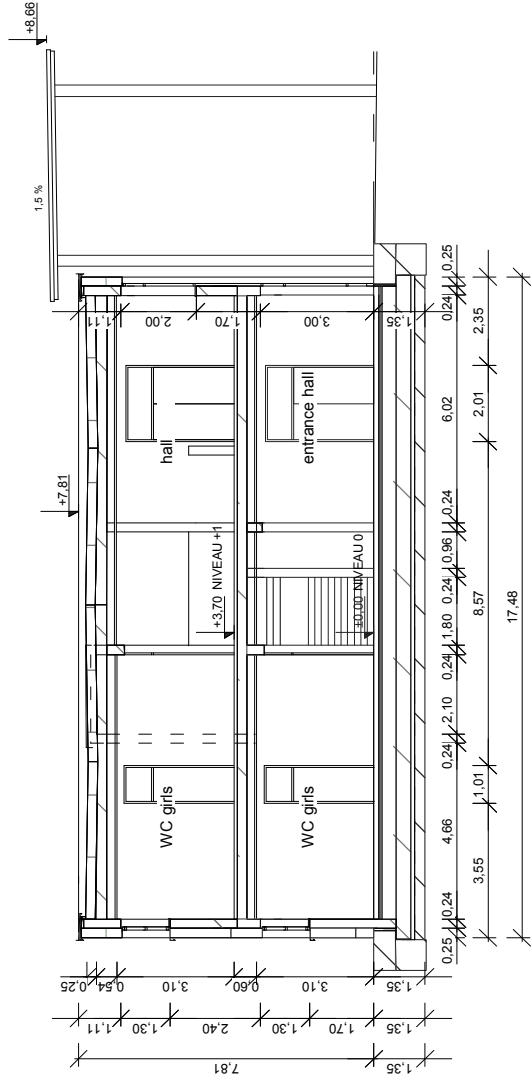 +8,66
1,5 %
+7,81
hall
WC girls
+3,70 NIVEAU +1
entrance hall
WC girls
±0,00 NIVEAU 0
7,81 1,35
1,11 1,30 2,40 1,30 1,70 1,35
0,25 0,54 3,10 0,60 3,10 1,35
1,11 2,00 1,70 3,00 1,35
0,25 0,24 4,66 0,24 2,10 0,24 1,80 0,24 0,96 0,24 6,02 0,24 0,25
3,55 1,01 8,57 2,01 2,35
17,48